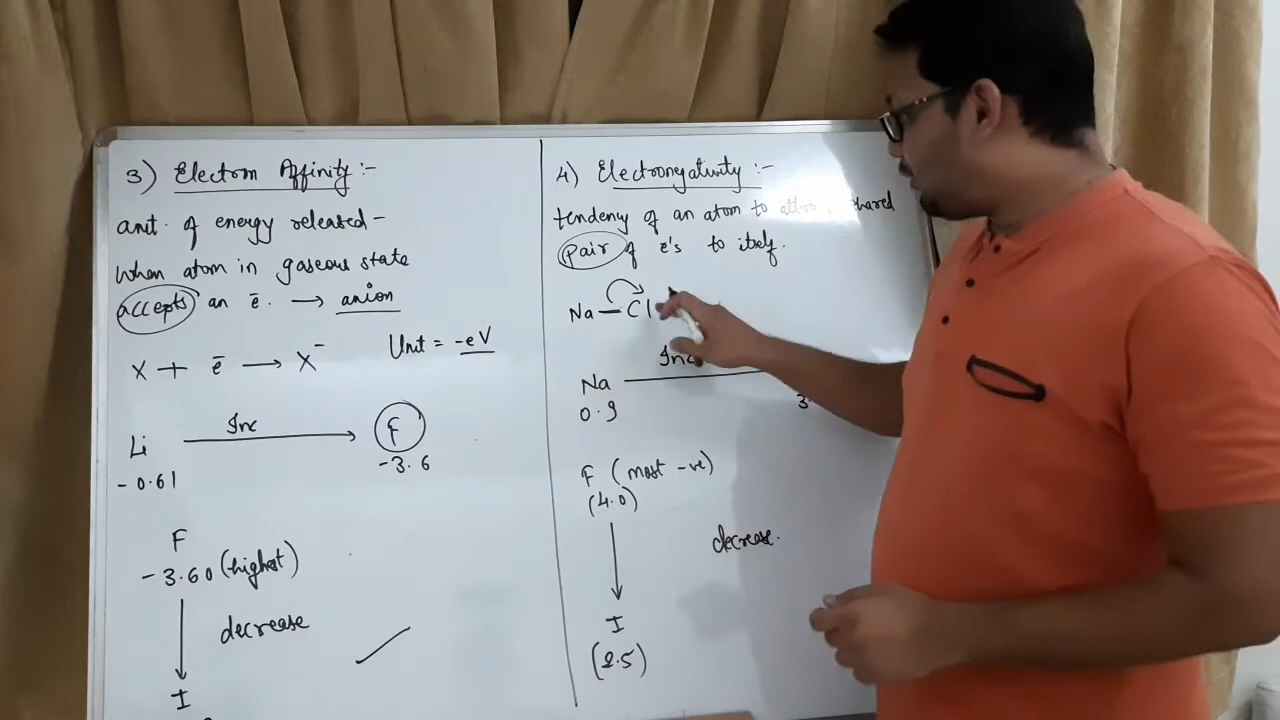 3) Electron Affinity :-
amt. of energy released -
When atom in gaseous state
accepts an e̅. → anion
Unit = -eV
X + e̅ → X⁻
Inc
Li → F
-0.61 -3.6
F
-3.60 (highest)
decrease
I
4) Electronegativity :-
tendency of an atom to shared
pair of e̅'s to itself.
Na — Cl
Inc
Na
0.9 3.
F (most -ve)
(4.0)
decrease.
I
(2.5)